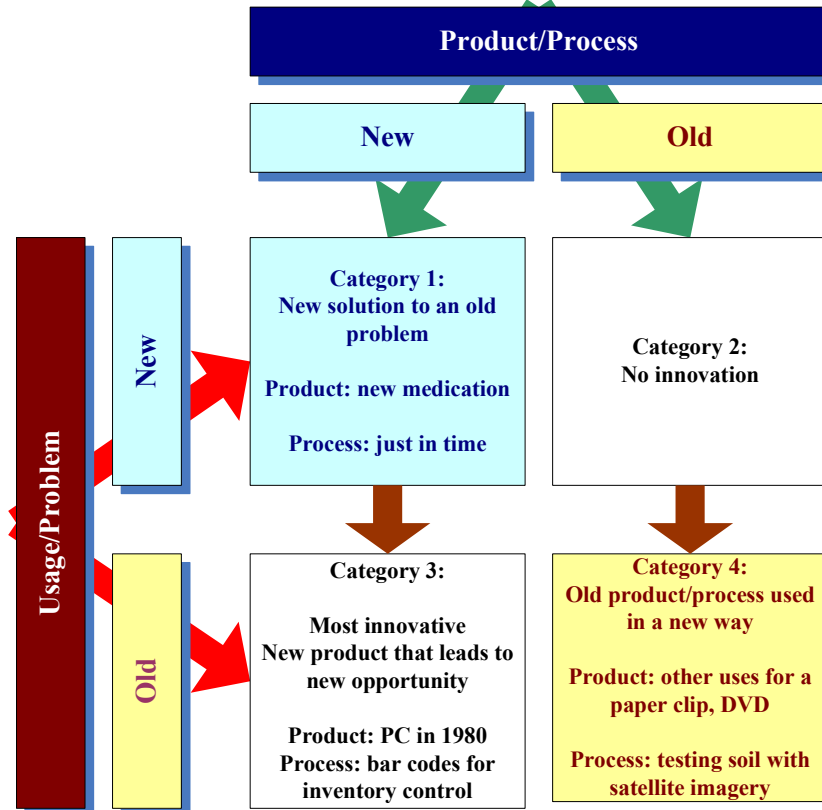 Product/Process
New
Old
Usage/Problem
New
Category 1:
New solution to an old
problem
Product: new medication
Process: just in time
Category 2:
No innovation
Old
Category 3:
Most innovative
New product that leads to
new opportunity
Product: PC in 1980
Process: bar codes for
inventory control
Category 4:
Old product/process used
in a new way
Product: other uses for a
paper clip, DVD
Process: testing soil with
satellite imagery